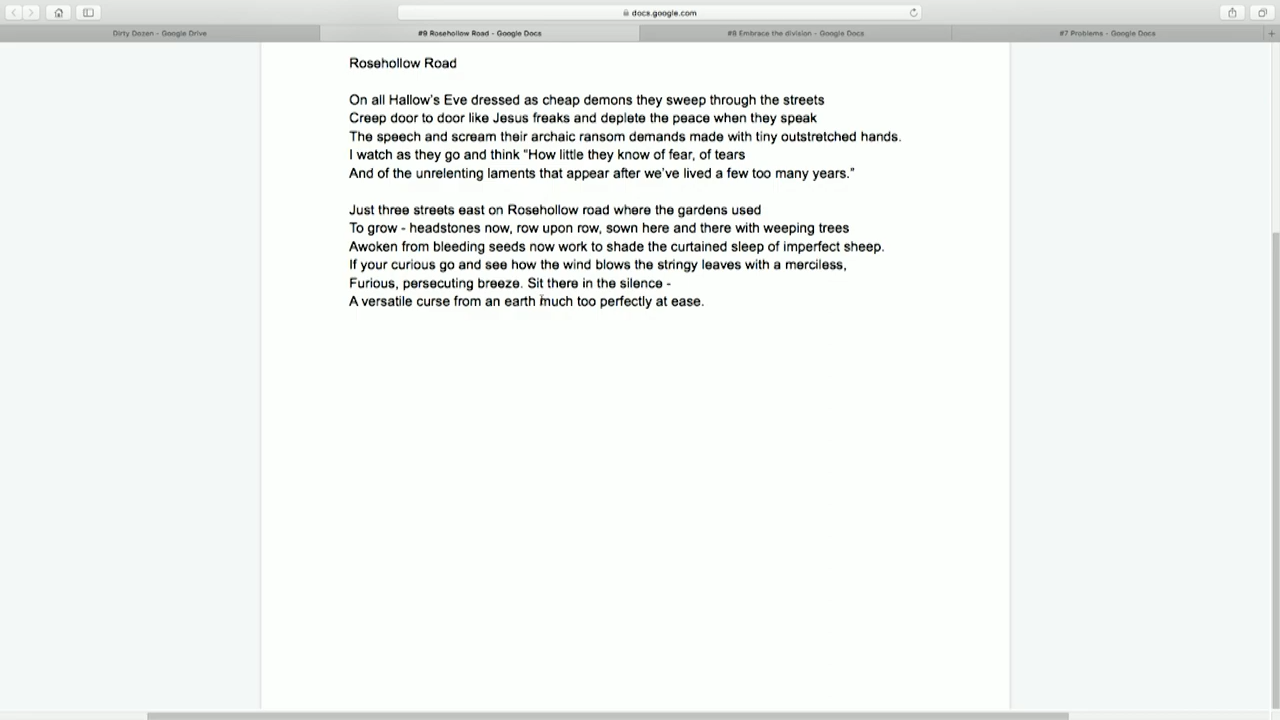 docs.google.com
Dirty Dozen - Google Drive
#9 Rosehollow Road - Google Docs
#8 Embrace the division - Google Docs
#7 Problems - Google Docs
+
Rosehollow Road
On all Hallow's Eve dressed as cheap demons they sweep through the streets
Creep door to door like Jesus freaks and deplete the peace when they speak
The speech and scream their archaic ransom demands made with tiny outstretched hands.
I watch as they go and think "How little they know of fear, of tears
And of the unrelenting laments that appear after we've lived a few too many years."
Just three streets east on Rosehollow road where the gardens used
To grow - headstones now, row upon row, sown here and there with weeping trees
Awoken from bleeding seeds now work to shade the curtained sleep of imperfect sheep.
If your curious go and see how the wind blows the stringy leaves with a merciless,
Furious, persecuting breeze. Sit there in the silence -
A versatile curse from an earth much too perfectly at ease.